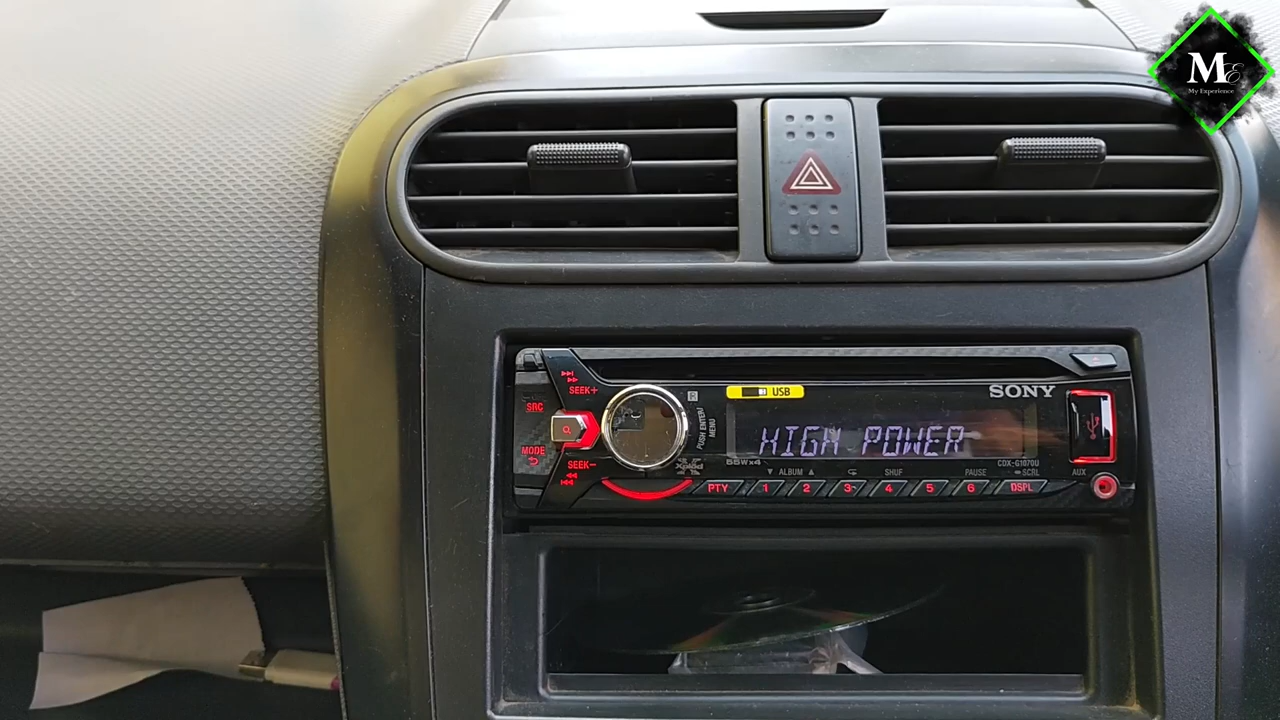 M E
My Experience
SEEK+
SRC
MODE
SEEK–
PUSH ENTER/
MENU
USB
SONY
HIGH POWER
55W×4
CDX-G1070U
▼ ALBUM ▲
SHUF
PAUSE
SCRL
AUX
PTY 1 2 3 4 5 6 DSPL